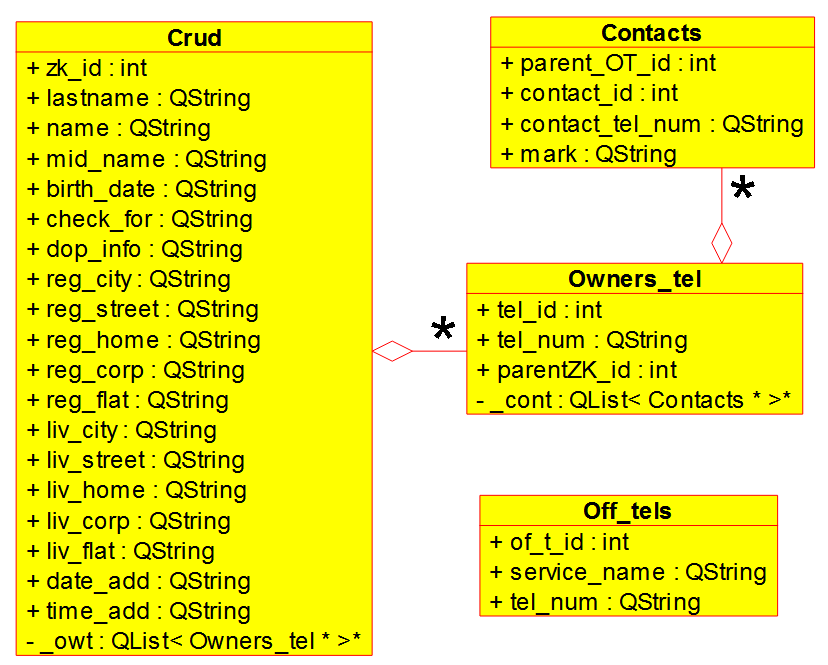 Crud
+ zk_id : int
+ lastname : QString
+ name : QString
+ mid_name : QString
+ birth_date : QString
+ check_for : QString
+ dop_info : QString
+ reg_city : QString
+ reg_street : QString
+ reg_home : QString
+ reg_corp : QString
+ reg_flat : QString
+ liv_city : QString
+ liv_street : QString
+ liv_home : QString
+ liv_corp : QString
+ liv_flat : QString
+ date_add : QString
+ time_add : QString
- _owt : QList< Owners_tel * >*
*
Contacts
+ parent_OT_id : int
+ contact_id : int
+ contact_tel_num : QString
+ mark : QString
*
Owners_tel
+ tel_id : int
+ tel_num : QString
+ parentZK_id : int
- _cont : QList< Contacts * >*
Off_tels
+ of_t_id : int
+ service_name : QString
+ tel_num : QString